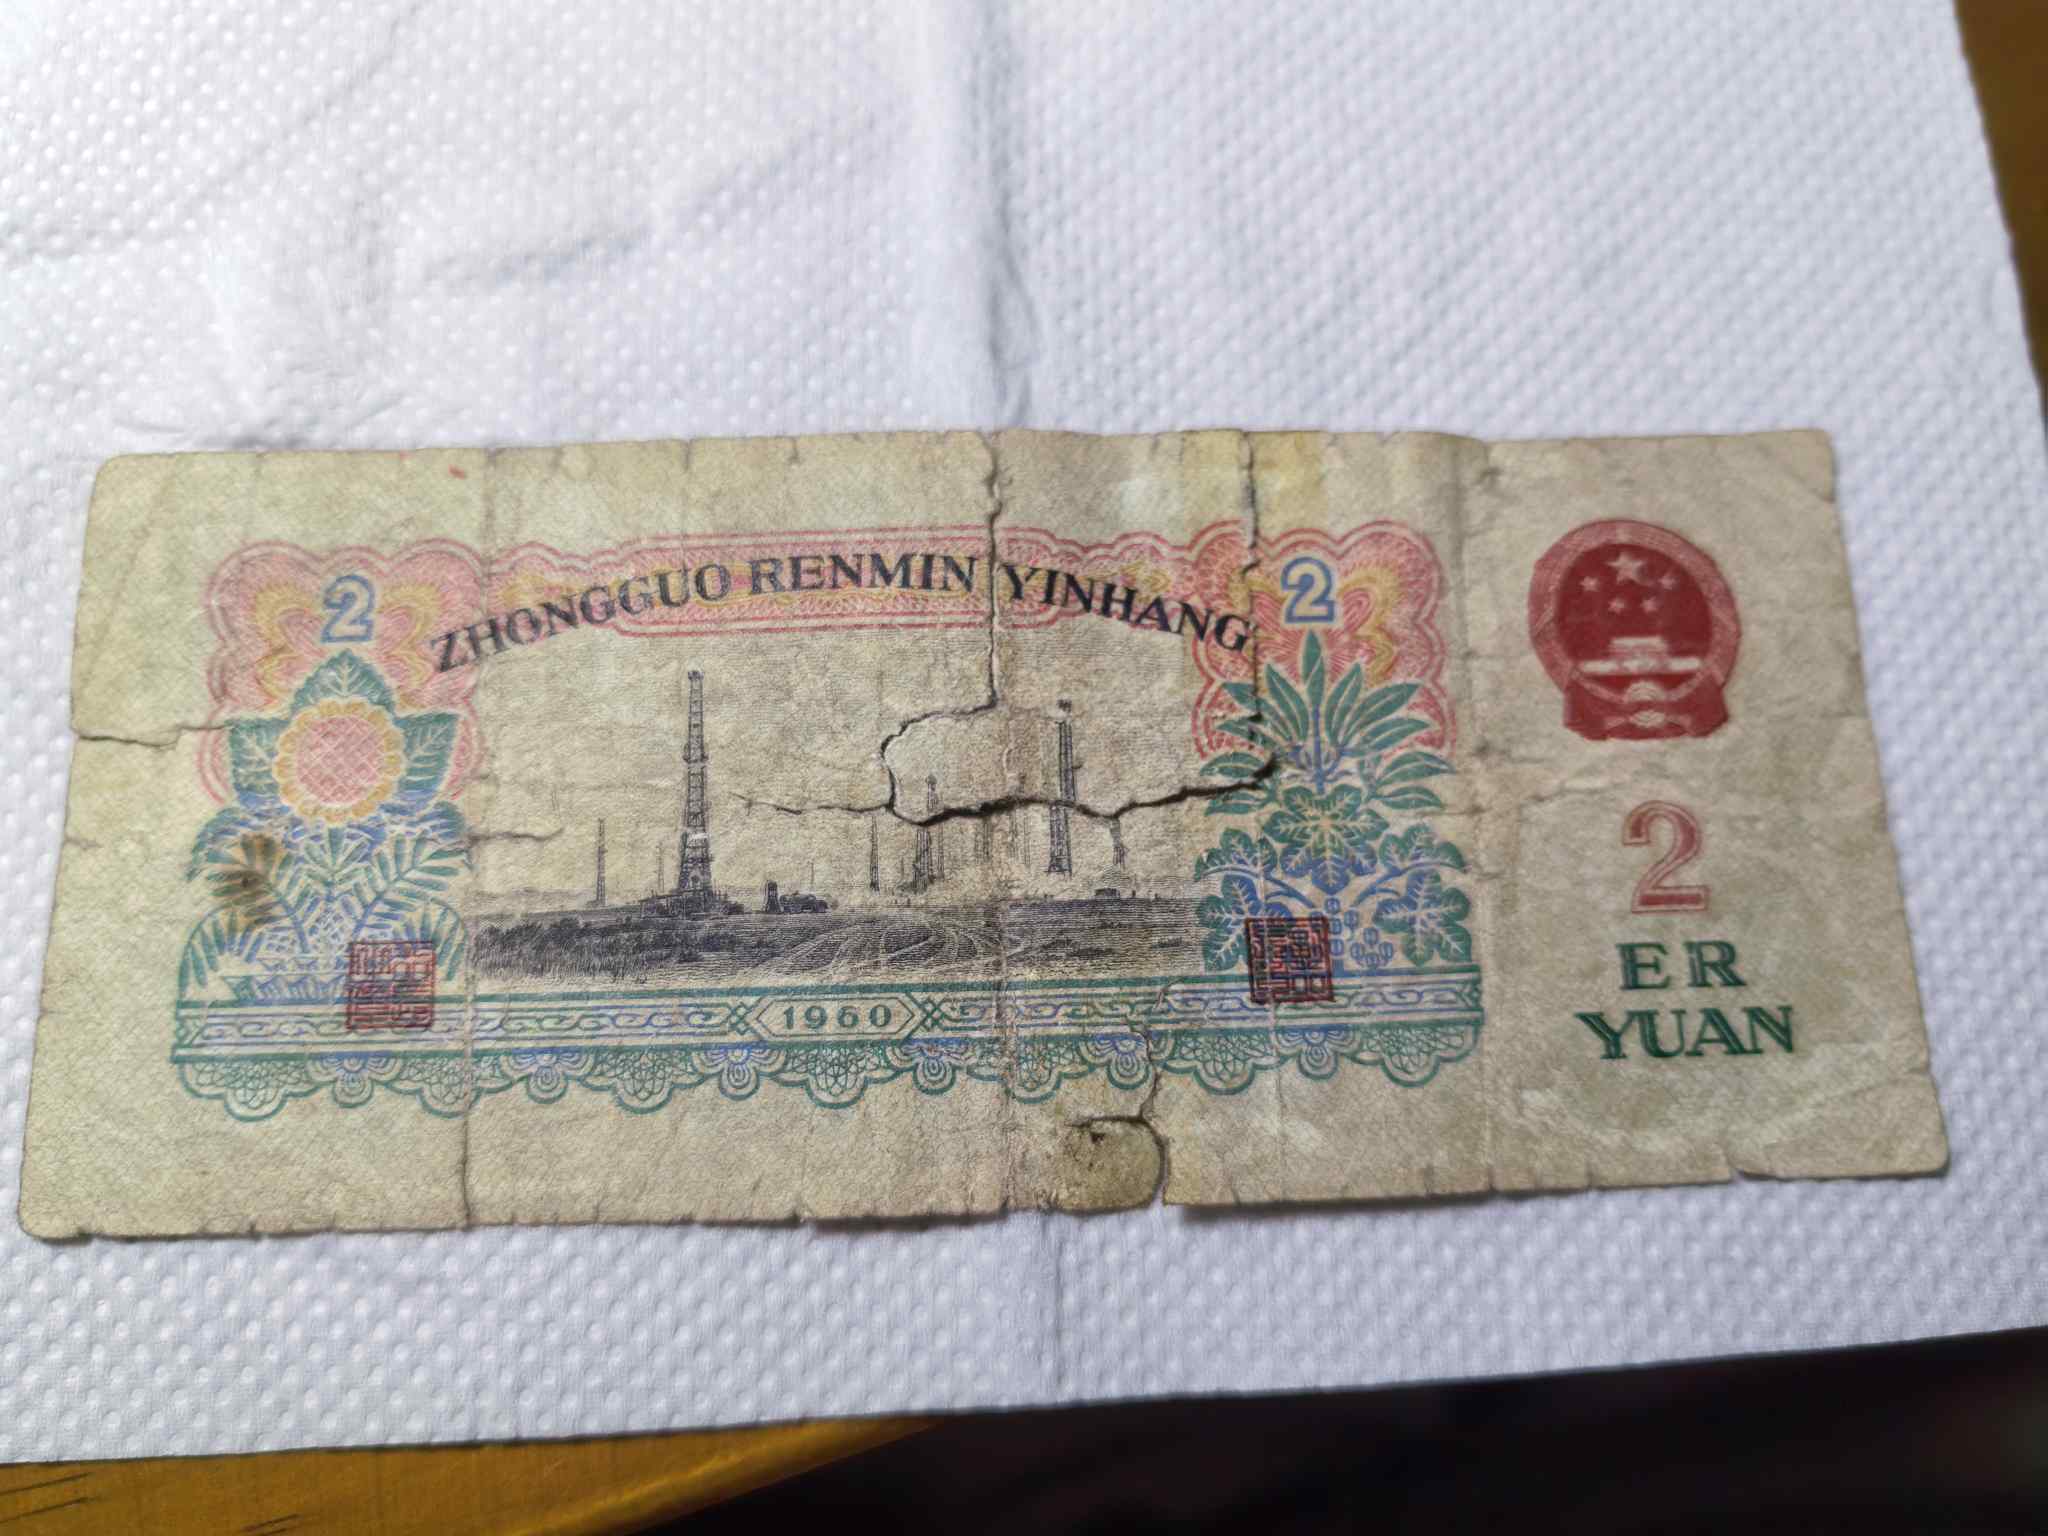 ZHONGGUO RENMIN YINHANG
2
2
2
ER
YUAN
1960